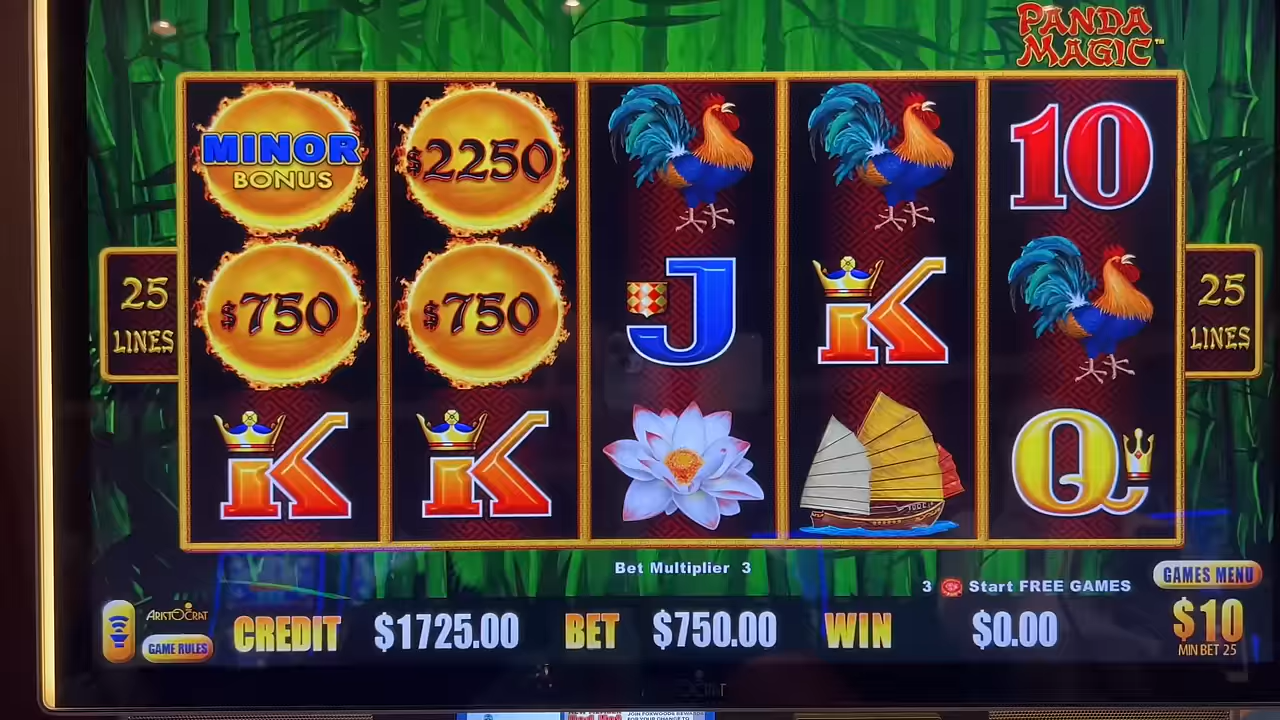 PANDA
MAGIC™
MINOR
BONUS
$2250
10
25
LINES
$750
$750
J
K
25
LINES
K
K
Q
Bet Multiplier 3
3 Start FREE GAMES
GAMES MENU
ARISTOCRAT
GAME RULES
CREDIT $1725.00 BET $750.00 WIN $0.00
$10
MIN BET 25